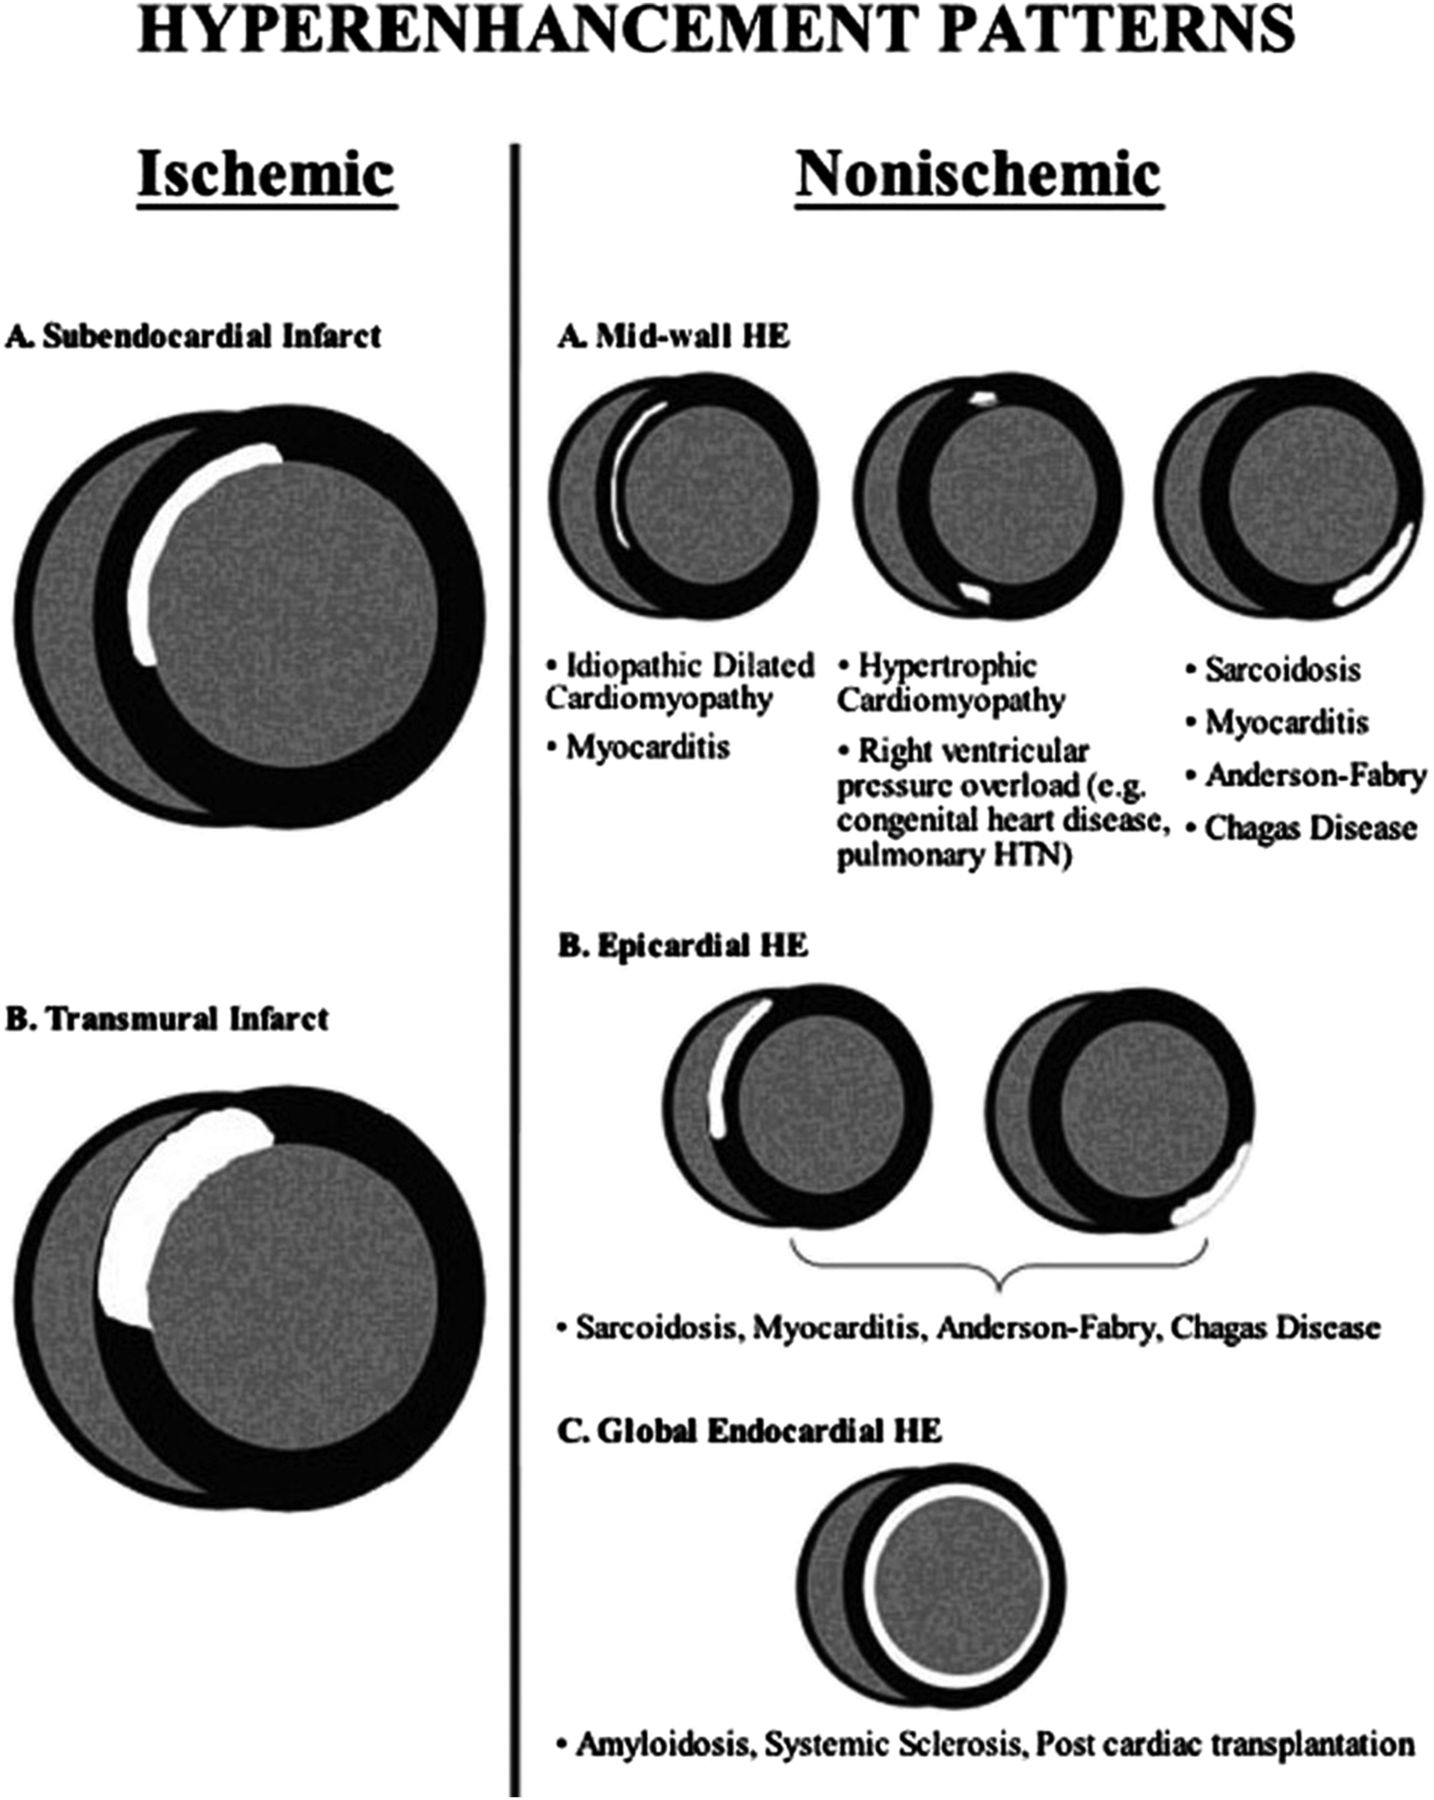 HYPERENHANCEMENT PATTERNS
Ischemic
A. Subendocardial Infarct
B. Transmural Infarct
Nonischemic
A. Mid-wall HE
• Idiopathic Dilated
Cardiomyopathy
• Myocarditis
• Hypertrophic
Cardiomyopathy
• Right ventricular
pressure overload (e.g.
congenital heart disease,
pulmonary HTN)
• Sarcoidosis
• Myocarditis
• Anderson-Fabry
• Chagas Disease
B. Epicardial HE
• Sarcoidosis, Myocarditis, Anderson-Fabry, Chagas Disease
C. Global Endocardial HE
• Amyloidosis, Systemic Sclerosis, Post cardiac transplantation